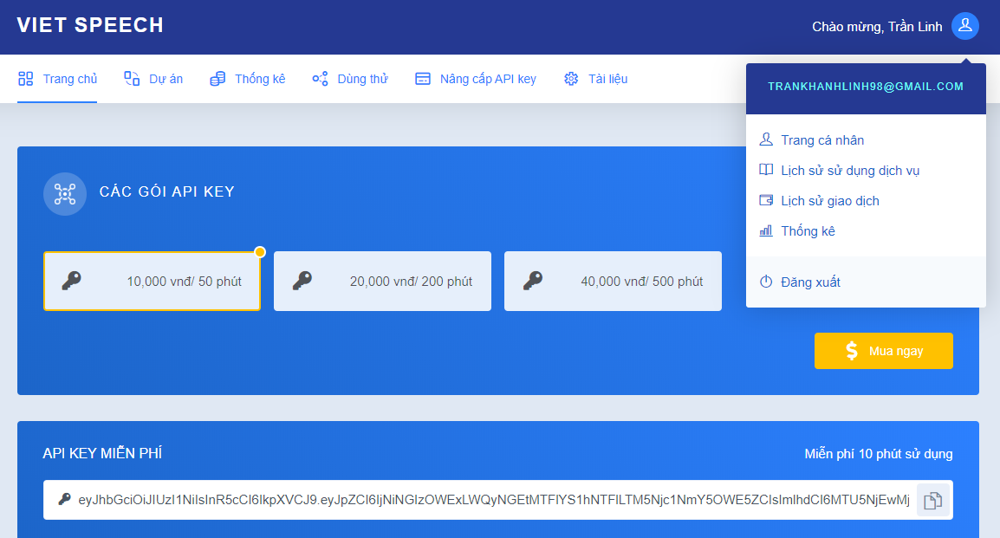 VIET SPEECH
Chào mừng, Trần Linh
Trang chủ
Dự án
Thống kê
Dùng thử
Nâng cấp API key
Tài liệu
TRANKHANHLINH98@GMAIL.COM
Trang cá nhân
Lịch sử sử dụng dịch vụ
Lịch sử giao dịch
Thống kê
Đăng xuất
CÁC GÓI API KEY
10,000 vnđ/ 50 phút
20,000 vnđ/ 200 phút
40,000 vnđ/ 500 phút
Mua ngay
API KEY MIỄN PHÍ
Miễn phí 10 phút sử dụng
eyJhbGciOiJIUzI1NiIsInR5cCI6IkpXVCJ9.eyJpZCI6IjNiNGIzOWExLWQyNGEtMTFlYS1hNTFlLTM5Njc1NmY5OWE5ZCIsImlhdCI6MTU5NjEwMj